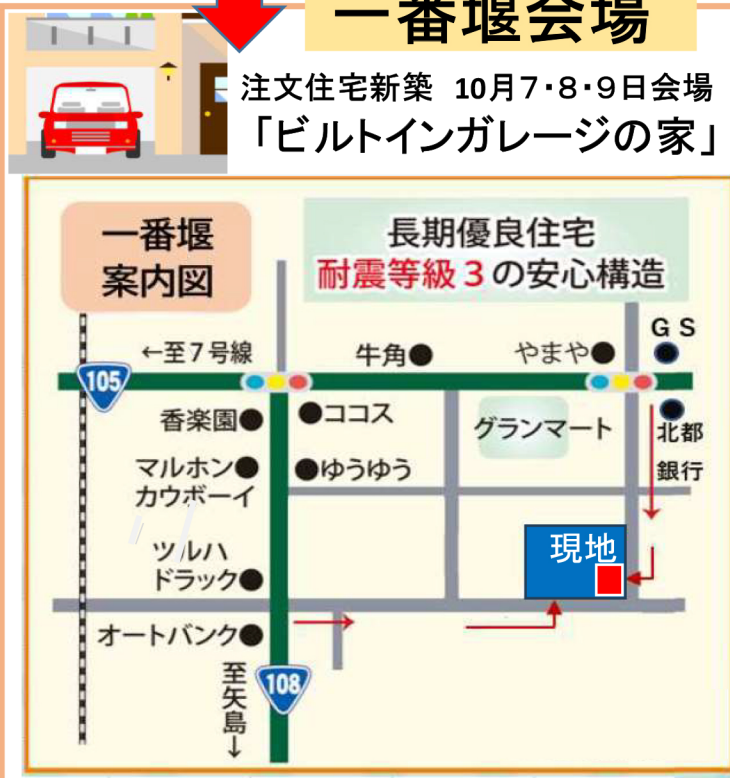 一番堰会場
注文住宅新築 10月7・8・9日会場
「ビルトインガレージの家」
一番堰
案内図
長期優良住宅
耐震等級3の安心構造
←至7号線
牛角●
やまや●
GS
105
香楽園●
●ココス
グランマート
北都
銀行
マルホン●
カウボーイ
●ゆうゆう
ツルハ
ドラック●
現地
オートバンク●
至矢島→
108